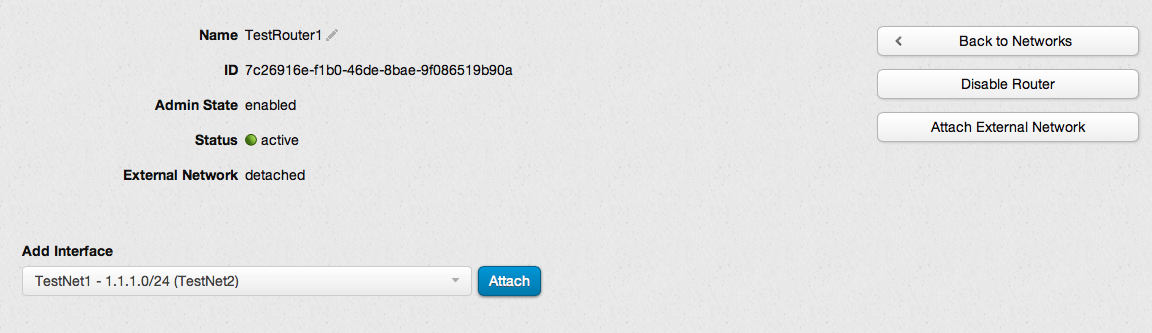 Name TestRouter1
Back to Networks
ID 7c26916e-f1b0-46de-8bae-9f086519b90a
Disable Router
Admin State enabled
Attach External Network
Status active
External Network detached
Add Interface
TestNet1 - 1.1.1.0/24 (TestNet2)
Attach